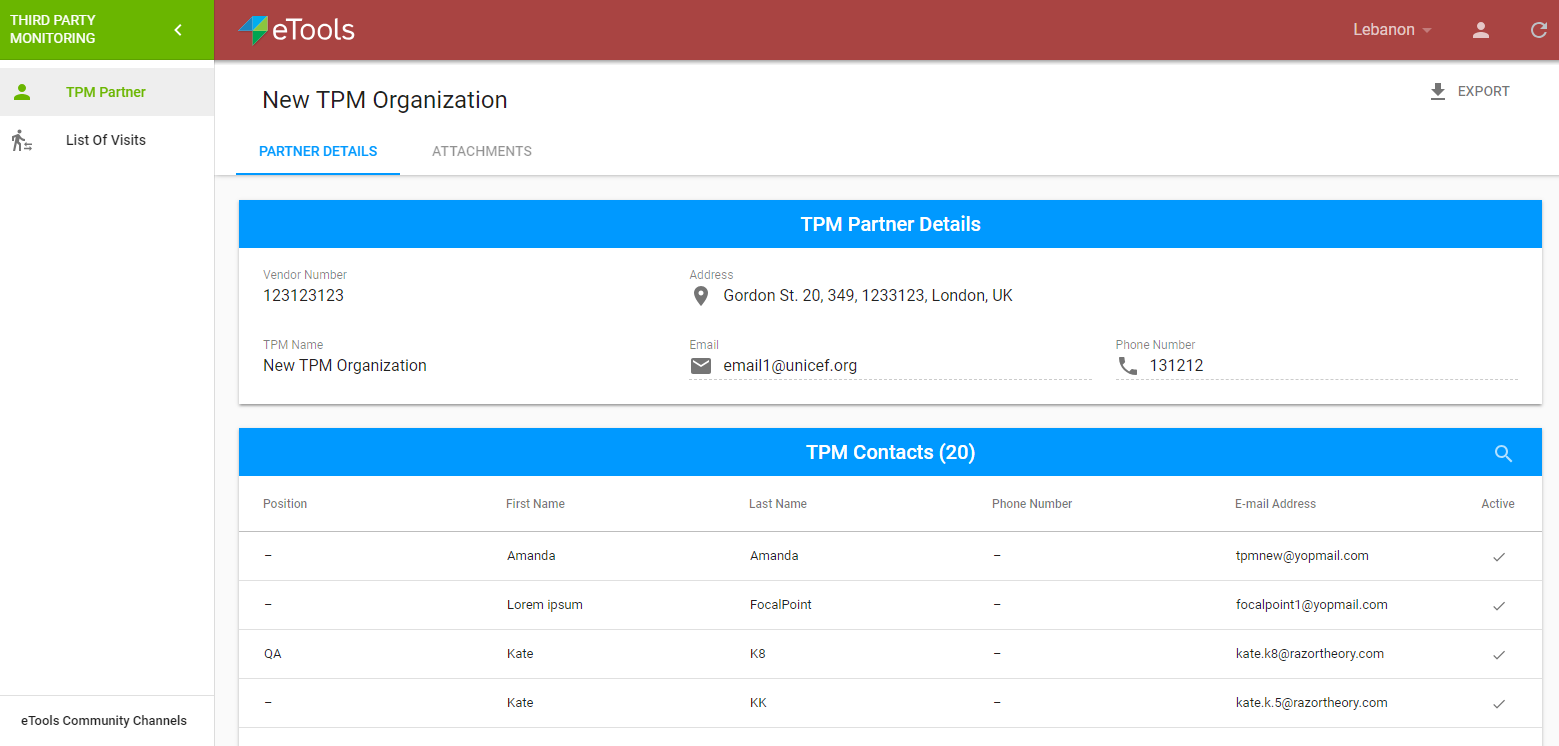 THIRD PARTY
MONITORING
eTools
Lebanon
TPM Partner
List Of Visits
eTools Community Channels
New TPM Organization
EXPORT
PARTNER DETAILS ATTACHMENTS
TPM Partner Details
Vendor Number Address
123123123 Gordon St. 20, 349, 1233123, London, UK
TPM Name Email Phone Number
New TPM Organization email1@unicef.org 131212
TPM Contacts (20)
Position First Name Last Name Phone Number E-mail Address Active
– Amanda Amanda – tpmnew@yopmail.com
– Lorem ipsum FocalPoint – focalpoint1@yopmail.com
QA Kate K8 – kate.k8@razortheory.com
– Kate KK – kate.k.5@razortheory.com